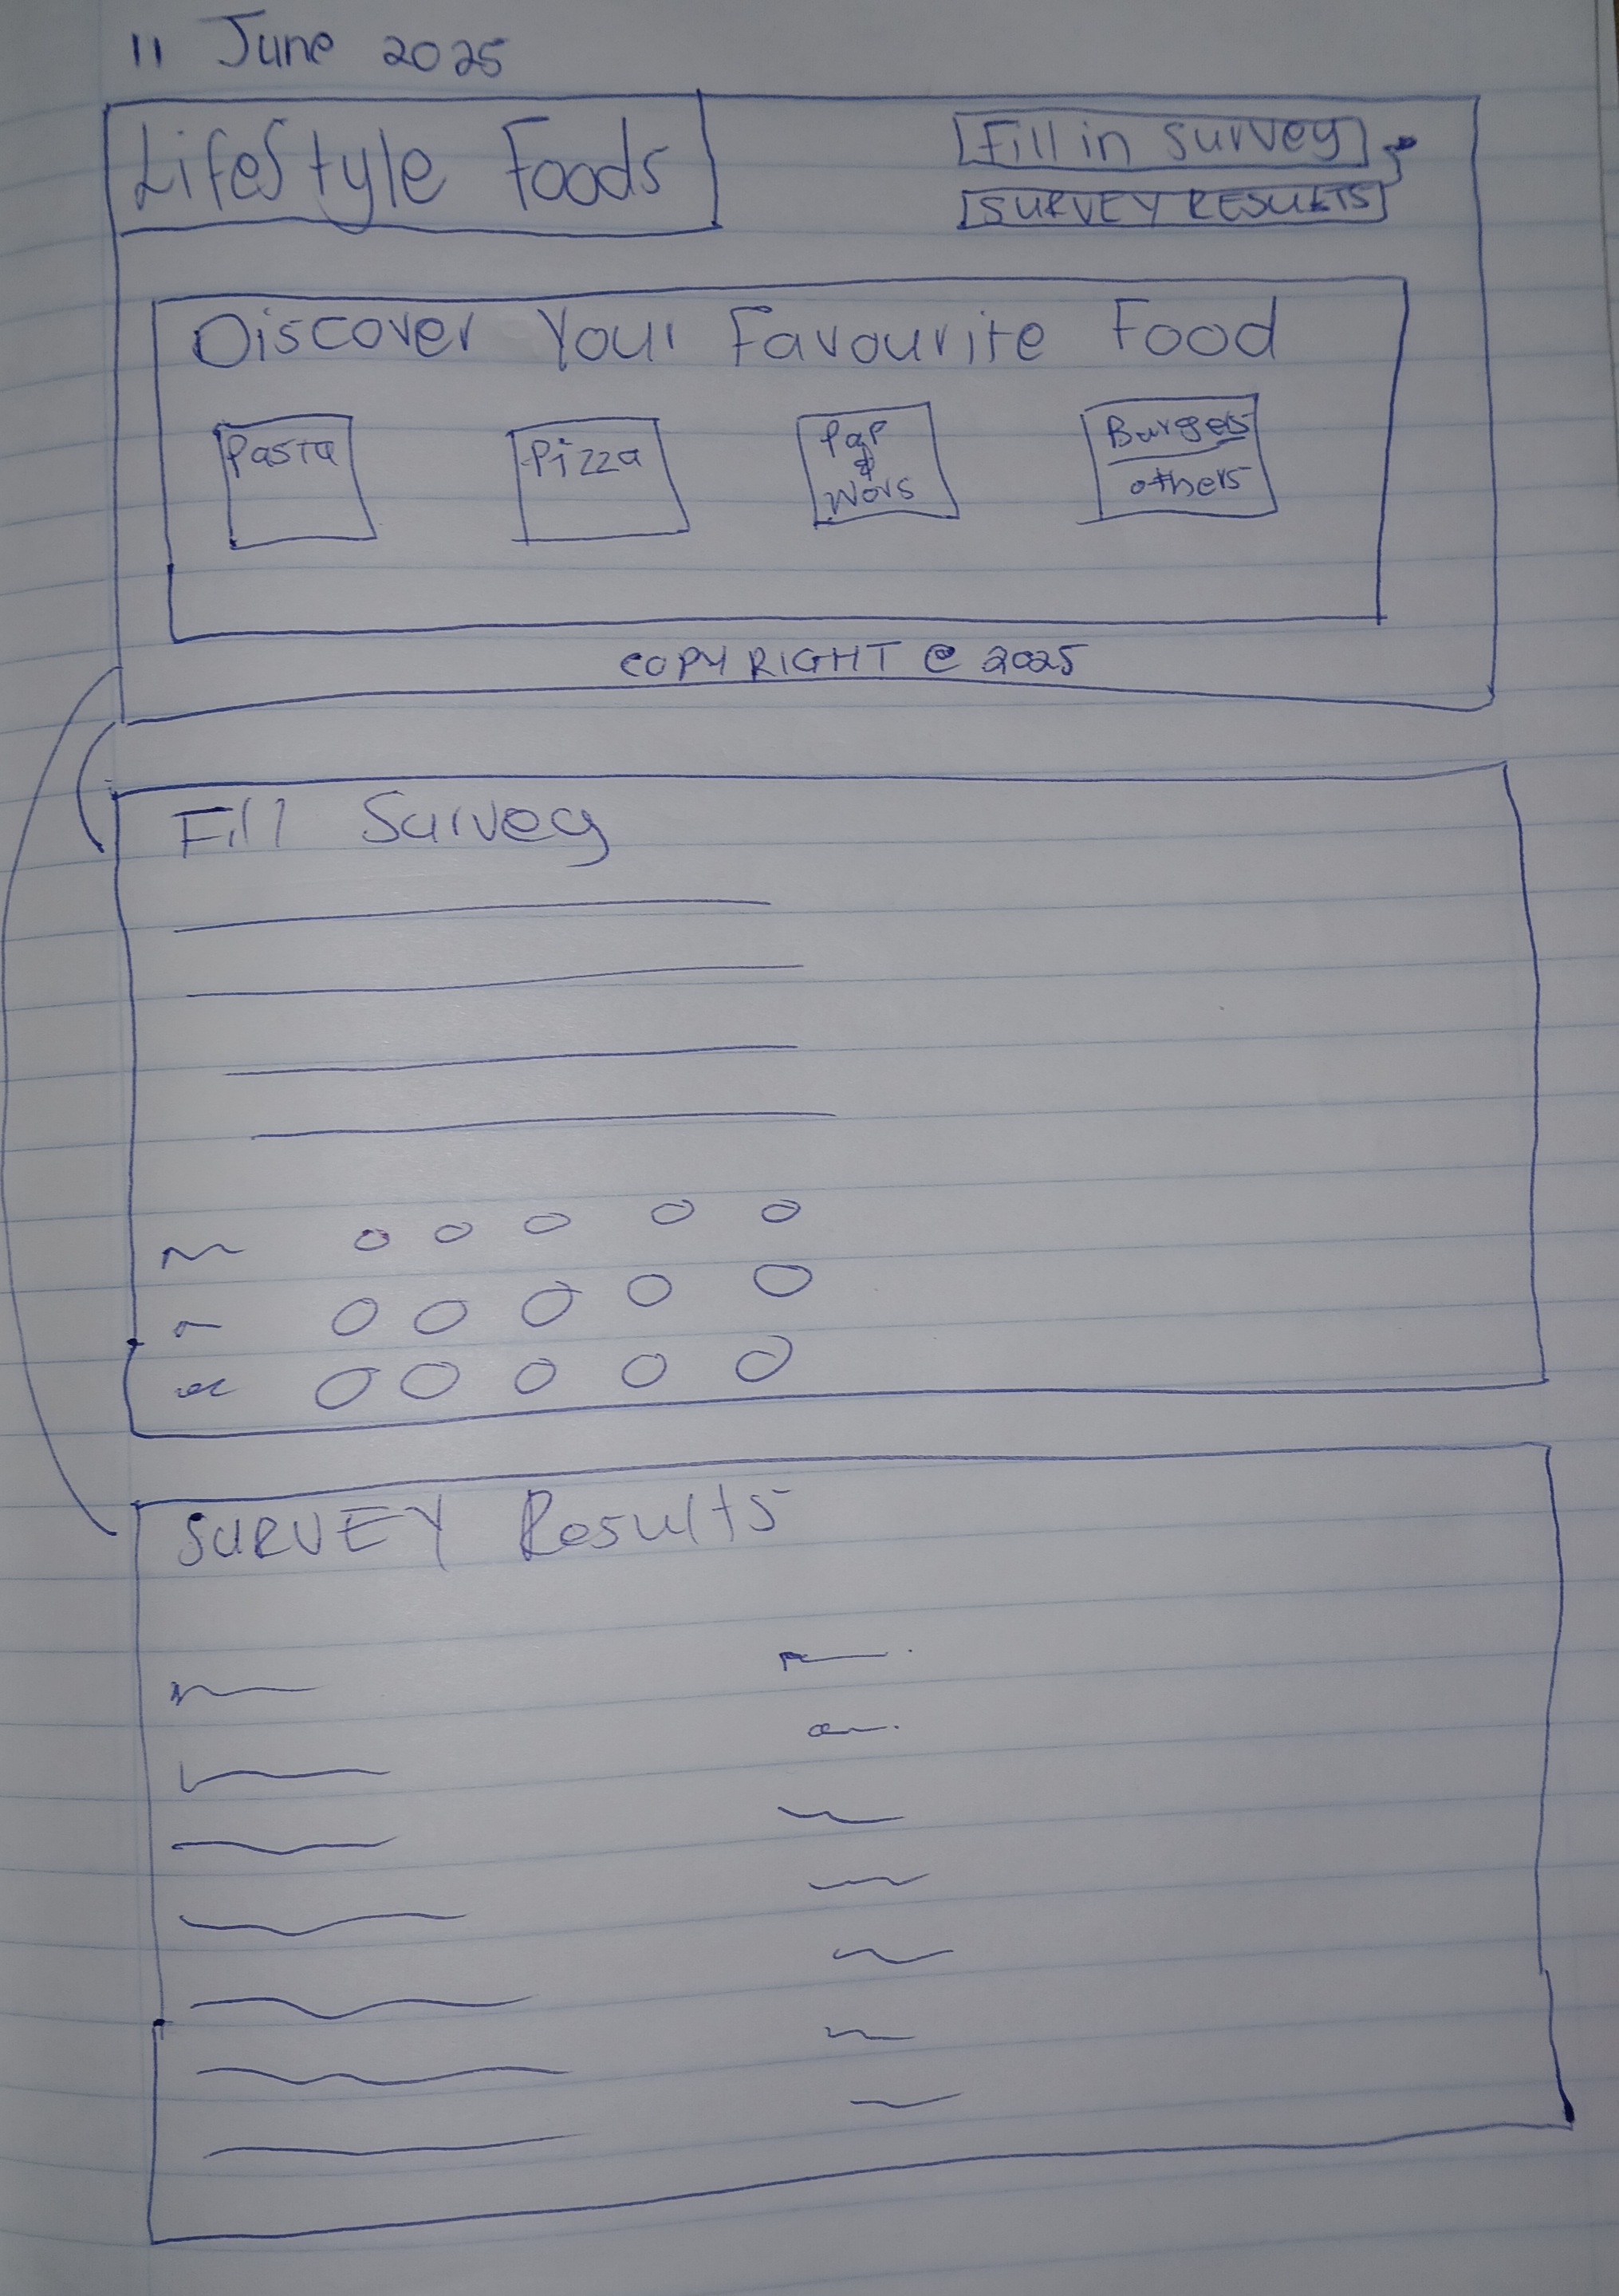 11 June 2025
LifeStyle Foods
Fill in survey
SURVEY RESULTS
Discover Your Favourite Food
Pasta
Pizza
Pap
&
Wors
Burgers
others
COPYRIGHT © 2025
Fill Survey
SURVEY Results